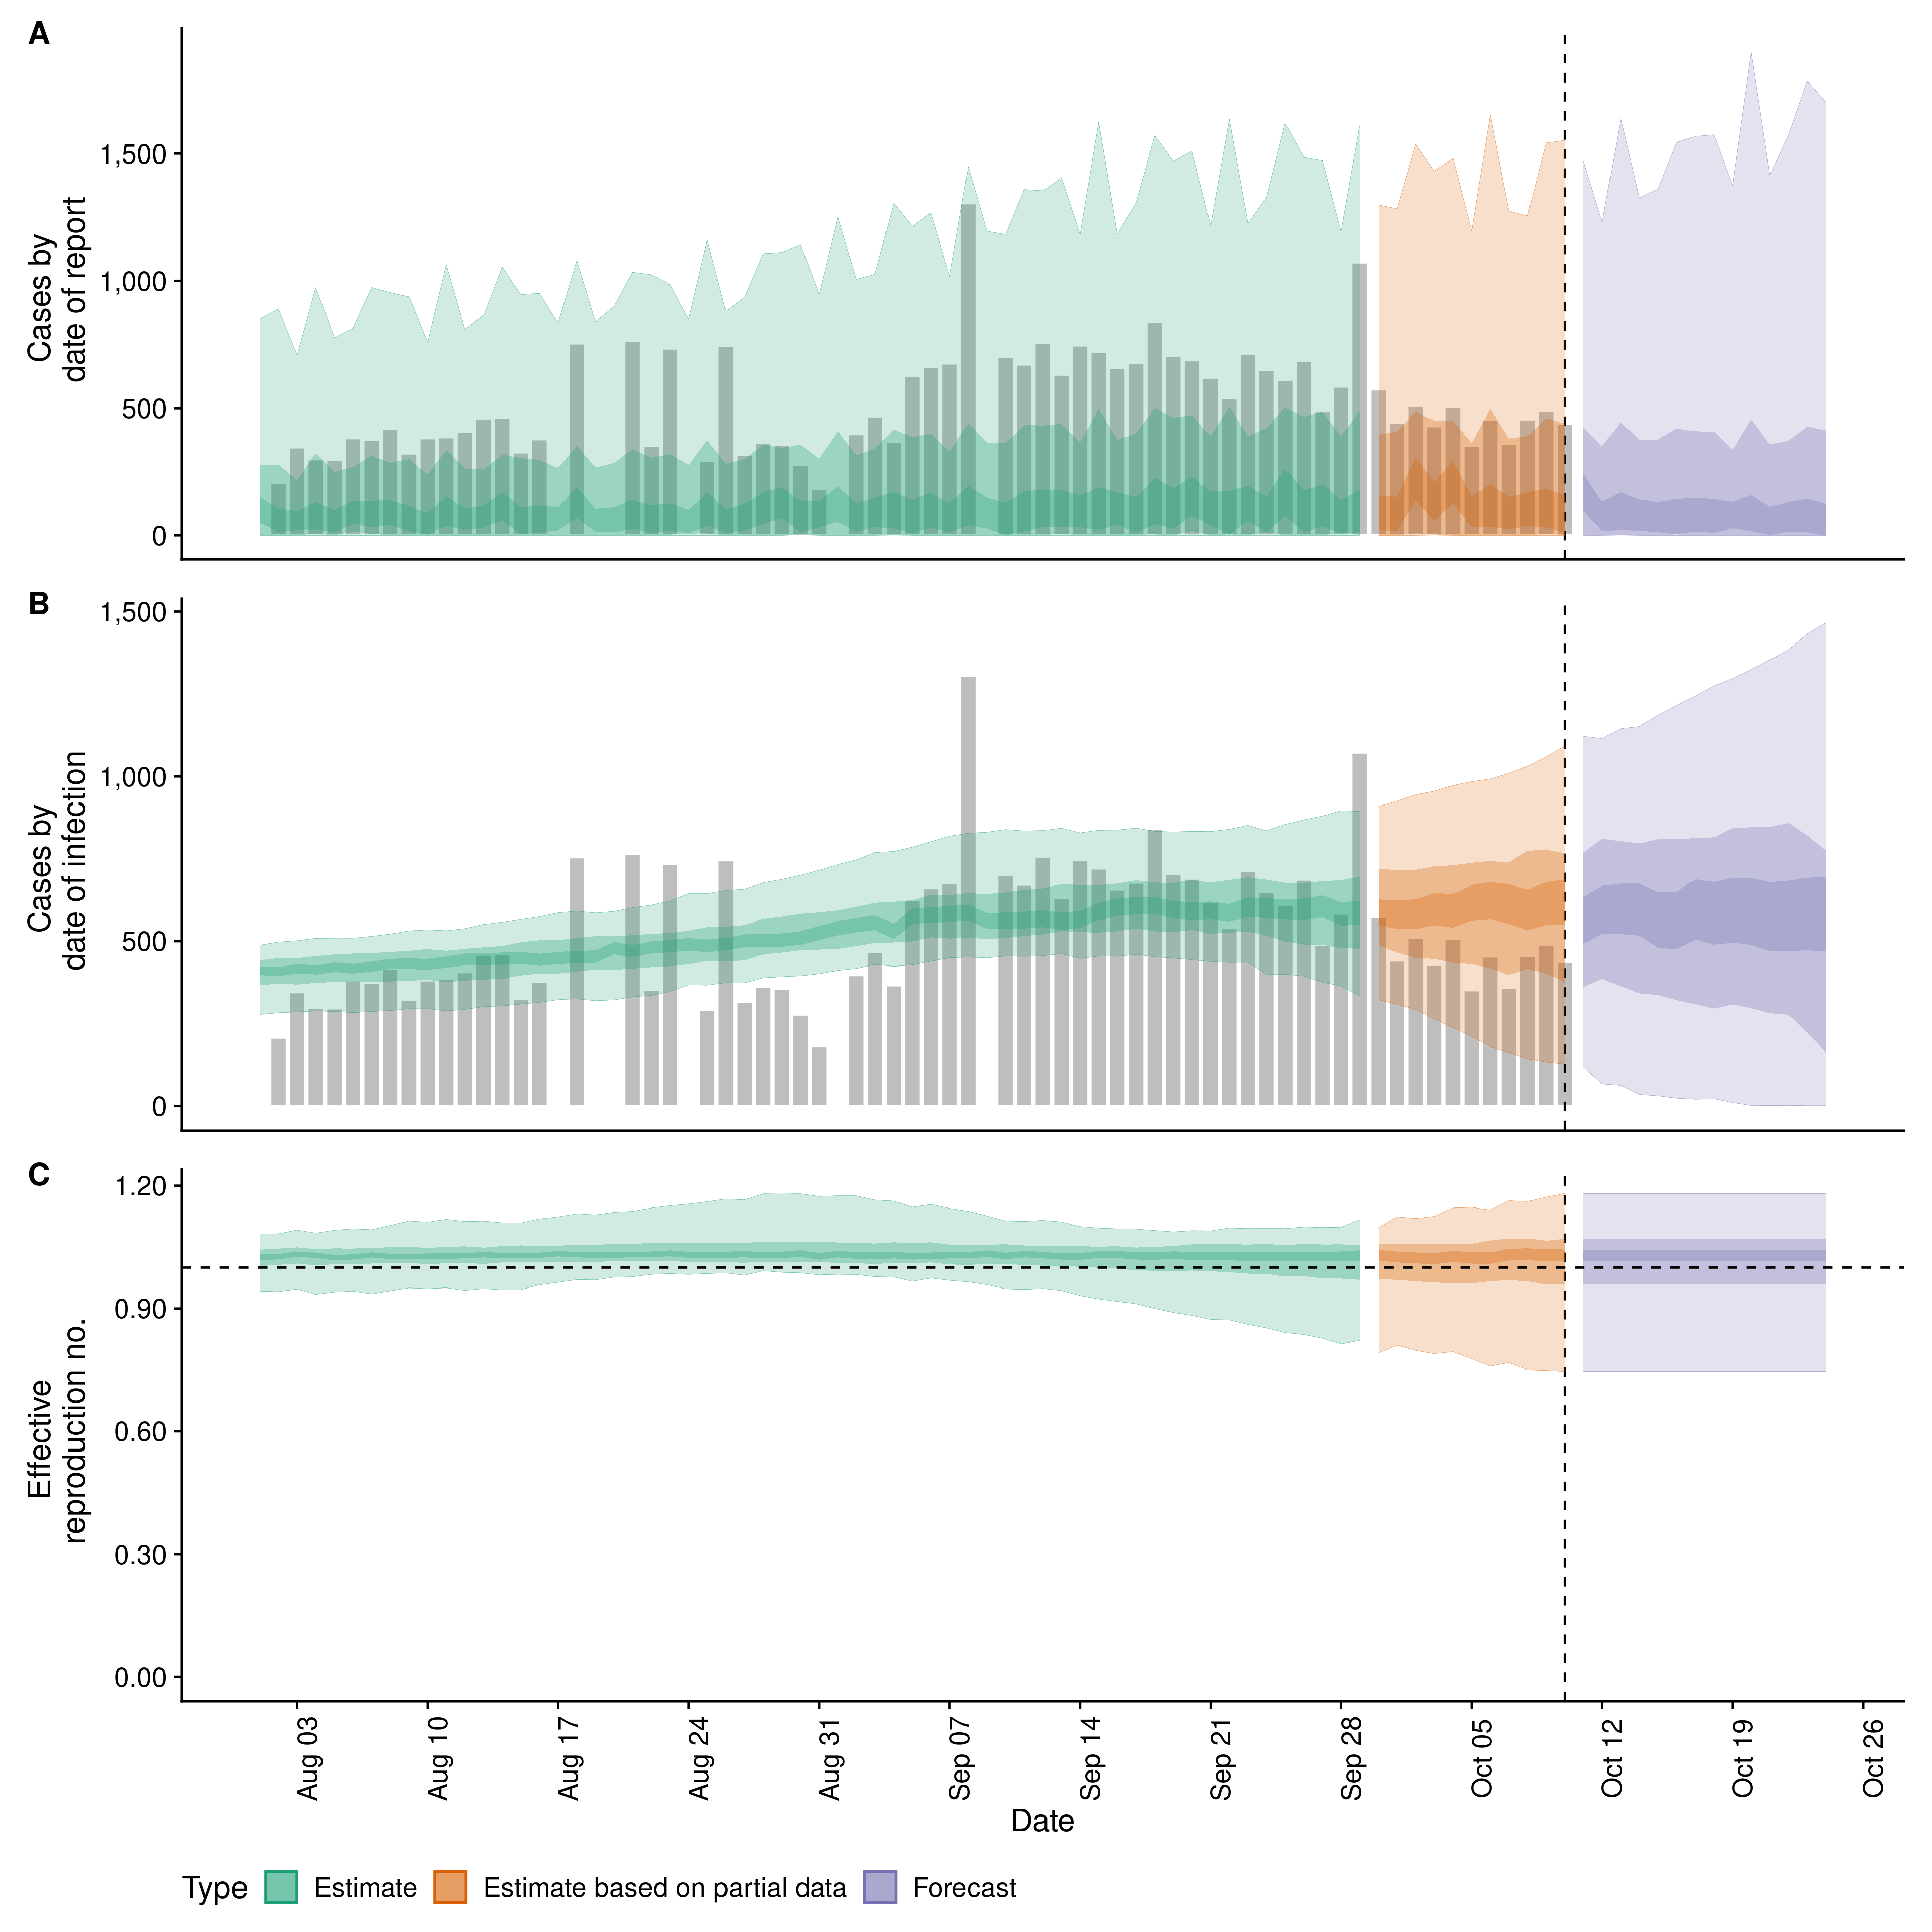 A
Cases by
date of report
1,500
1,000
500
0
B
Cases by
date of infection
1,500
1,000
500
0
C
Effective
reproduction no.
1.20
0.90
0.60
0.30
0.00
Aug 03
Aug 10
Aug 17
Aug 24
Aug 31
Sep 07
Sep 14
Sep 21
Sep 28
Oct 05
Oct 12
Oct 19
Oct 26
Date
Type Estimate Estimate based on partial data Forecast